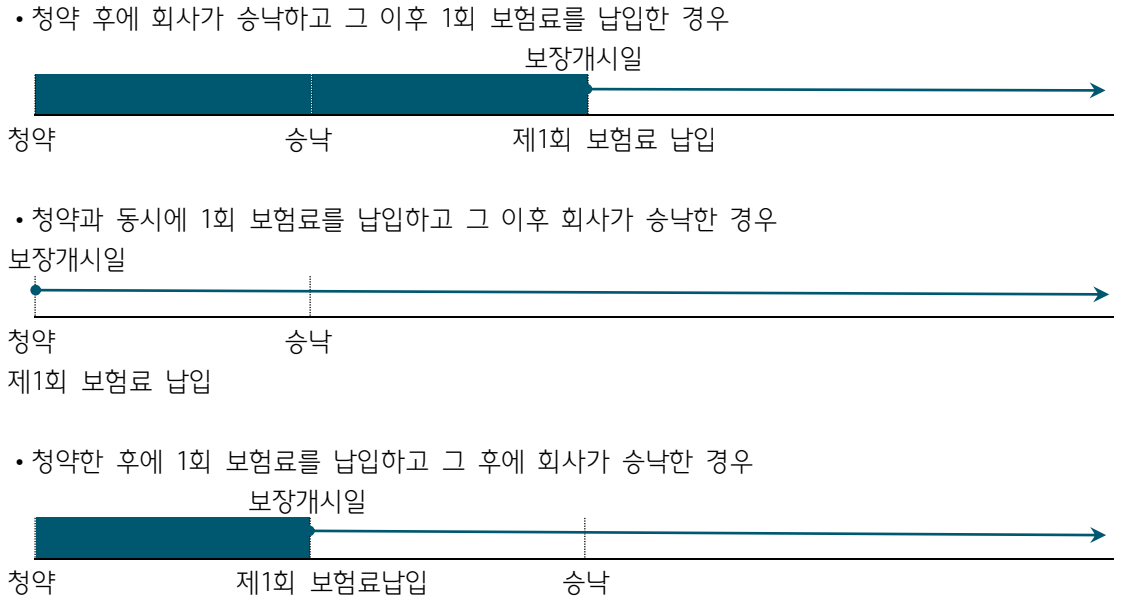 • 청약 후에 회사가 승낙하고 그 이후 1회 보험료를 납입한 경우
보장개시일
청약 승낙 제1회 보험료 납입
• 청약과 동시에 1회 보험료를 납입하고 그 이후 회사가 승낙한 경우
보장개시일
청약 승낙
제1회 보험료 납입
• 청약한 후에 1회 보험료를 납입하고 그 후에 회사가 승낙한 경우
보장개시일
청약 제1회 보험료납입 승낙